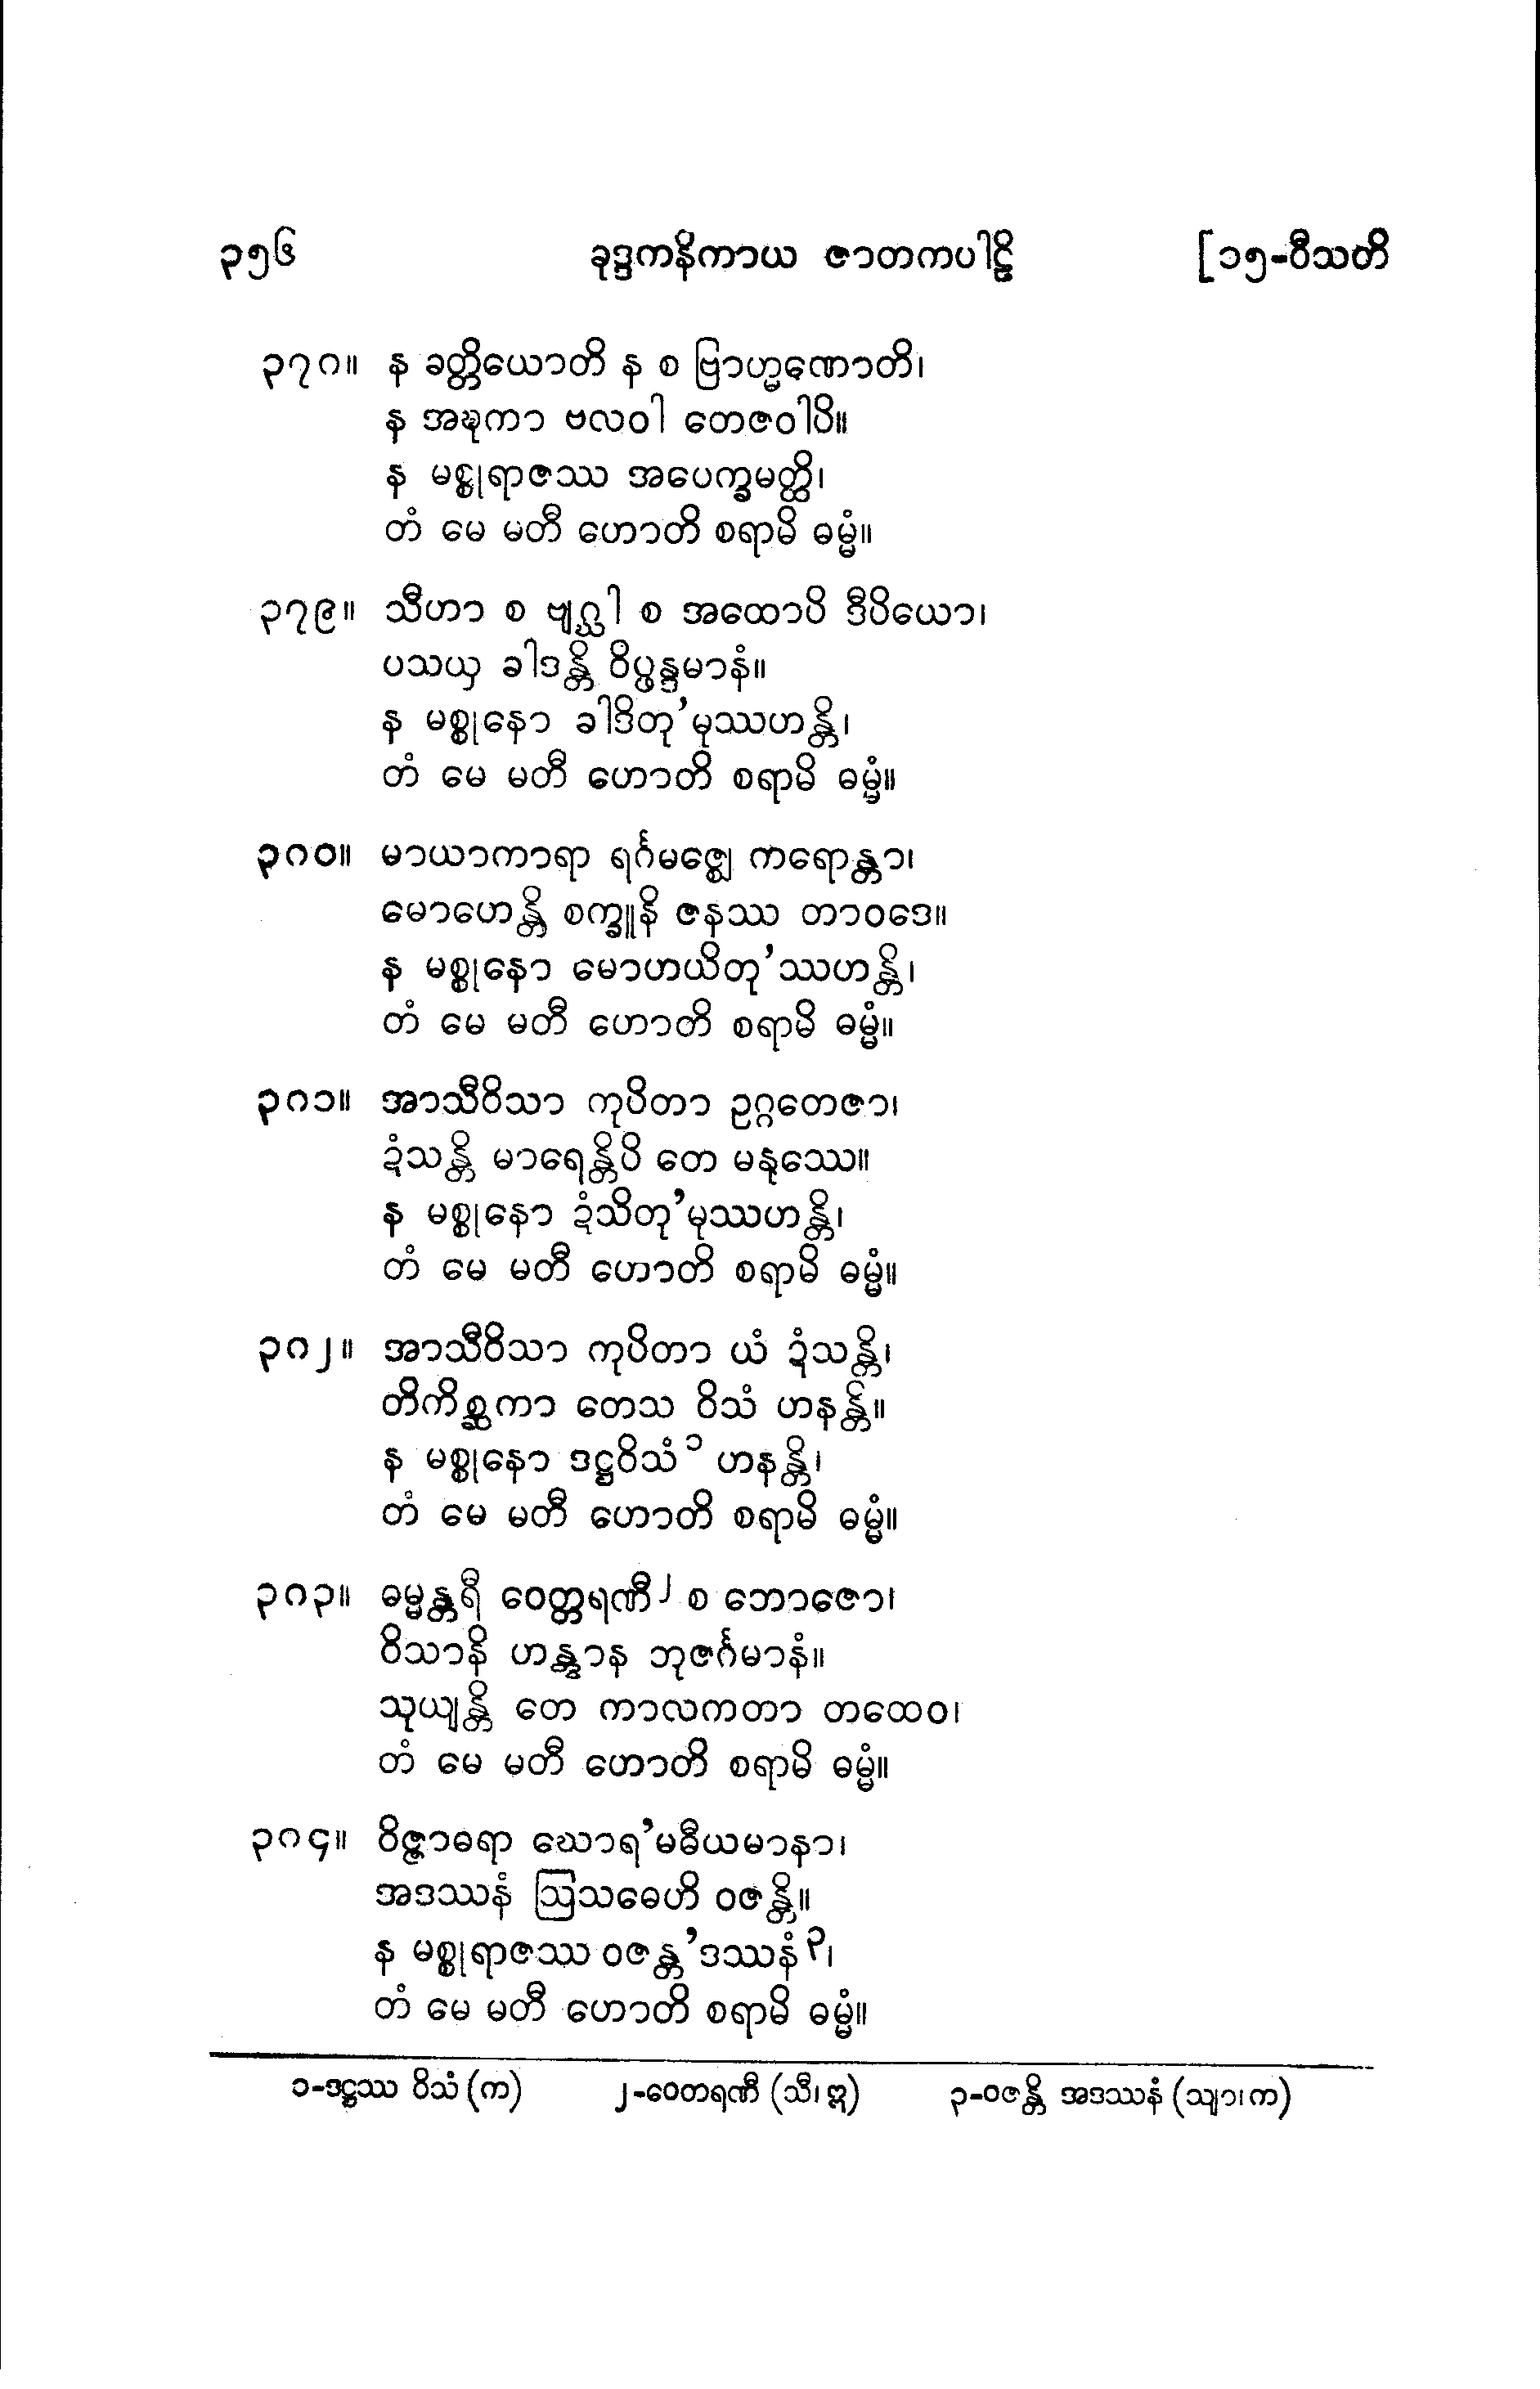 ၃၅၆ ခုဒ္ဒကနိကာယ ဇာတကပါဠိ [၁၅-ဝီသတိ
၃၇၈။ န ခတ္တိယောတိ န စ ဗြာဟ္မဏောတိ၊
န အဍ္ဎကာ ဗလဝါ တေဇဝါပိ။
န မစ္စုရာဇဿ အပေက္ခမတ္ထိ၊
တံ မေ မတီ ဟောတိ စရာမိ ဓမ္မံ။
၃၇၉။ သီဟာ စ ဗျဂ္ဃါ စ အထောပိ ဒီပိယော၊
ပသယှ ခါဒန္တိ ဝိပ္ဖန္ဒမာနံ။
န မစ္စုနော ခါဒိတု’မုဿဟန္တိ၊
တံ မေ မတီ ဟောတိ စရာမိ ဓမ္မံ။
၃၈၀။ မာယာကာရာ ရင်္ဂမဇ္ဈေ ကရောန္တာ၊
မောဟေန္တိ စက္ခူနိ ဇနဿ တာဝဒေ။
န မစ္စုနော မောဟယိတု’ဿဟန္တိ၊
တံ မေ မတီ ဟောတိ စရာမိ ဓမ္မံ။
၃၈၁။ အာသီဝိသာ ကုပိတာ ဥဂ္ဂတေဇာ၊
ဍံသန္တိ မာရေန္တိပိ တေ မနုဿေ။
န မစ္စုနော ဍံသိတု’မုဿဟန္တိ၊
တံ မေ မတီ ဟောတိ စရာမိ ဓမ္မံ။
၃၈၂။ အာသီဝိသာ ကုပိတာ ယံ ဍံသန္တိ၊
တိကိစ္ဆကာ တေသ ဝိသံ ဟနန္တိ။
န မစ္စုနော ဒဋ္ဌဝိသံ ၁ ဟနန္တိ၊
တံ မေ မတီ ဟောတိ စရာမိ ဓမ္မံ။
၃၈၃။ ဓမ္မန္တရီ ဝေတ္တရဏီ ၂ စ ဘောဇော၊
ဝိသာနိ ဟန္တွာန ဘုဇင်္ဂမာနံ။
သုယျန္တိ တေ ကာလကတာ တထေဝ၊
တံ မေ မတီ ဟောတိ စရာမိ ဓမ္မံ။
၃၈၄။ ဝိဇ္ဇာဓရာ ဃောရ’မဓီယမာနာ၊
အဒဿနံ ဩသဓေဟိ ဝဇန္တိ။
န မစ္စုရာဇဿ ဝဇန္တ’ဒဿနံ ၃၊
တံ မေ မတီ ဟောတိ စရာမိ ဓမ္မံ။
၁-ဒဋ္ဌဿ ဝိသံ (က) ၂-ဝေတရဏီ (သီ၊ ဣ) ၃-ဝဇန္တိ အဒဿနံ (သျာ၊ က)